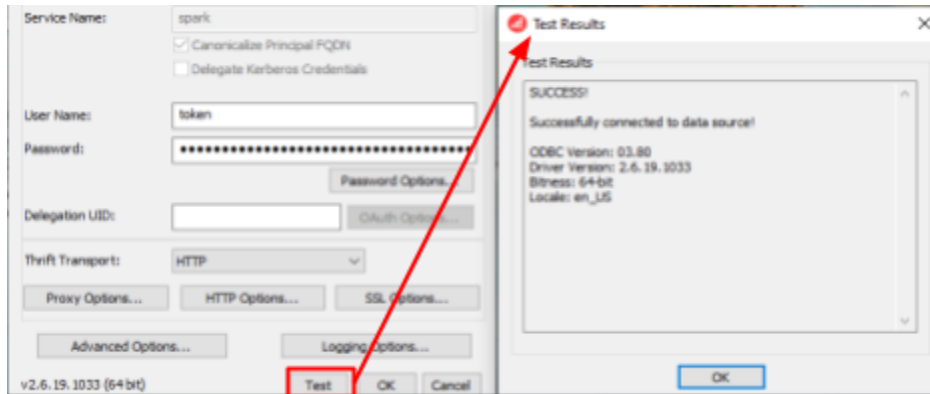 Service Name:
spark
Canonicalize Principal FQDN
Delegate Kerberos Credentials
User Name:
token
Password:
Password Options...
Delegation UID:
OAuth Options...
Thrift Transport:
HTTP
Proxy Options...
HTTP Options...
SSL Options...
Advanced Options...
Logging Options...
v2.6.19.1033 (64 bit)
Test
OK
Cancel
Test Results
Test Results
SUCCESS!
Successfully connected to data source!
ODBC Version: 03.80
Driver Version: 2.6.19.1033
Bitness: 64-bit
Locale: en_US
OK